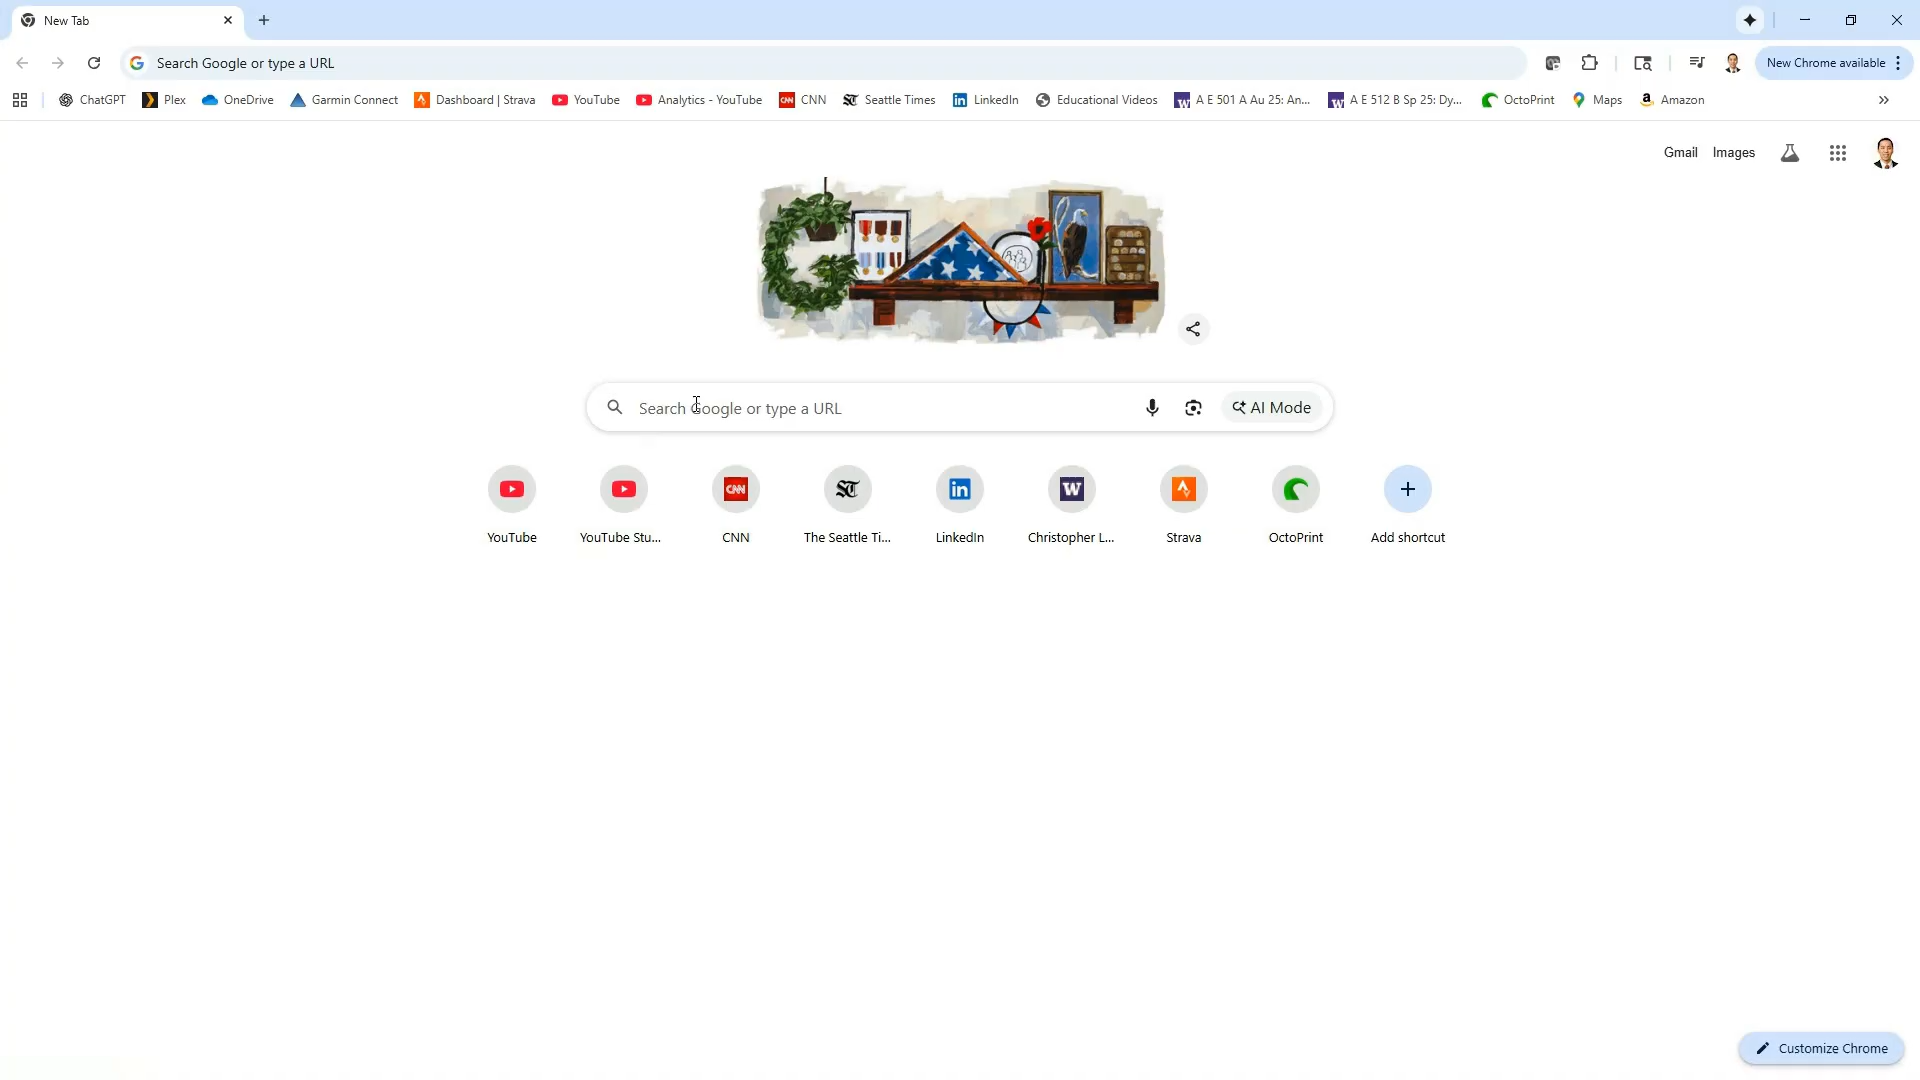 New Tab
Search Google or type a URL
New Chrome available
ChatGPT Plex OneDrive Garmin Connect Dashboard | Strava YouTube Analytics - YouTube CNN Seattle Times LinkedIn Educational Videos A E 501 A Au 25: An... A E 512 B Sp 25: Dy... OctoPrint Maps Amazon
Gmail Images
Search Google or type a URL AI Mode
YouTube YouTube Stu... CNN The Seattle Ti... LinkedIn Christopher L... Strava OctoPrint Add shortcut
Customize Chrome